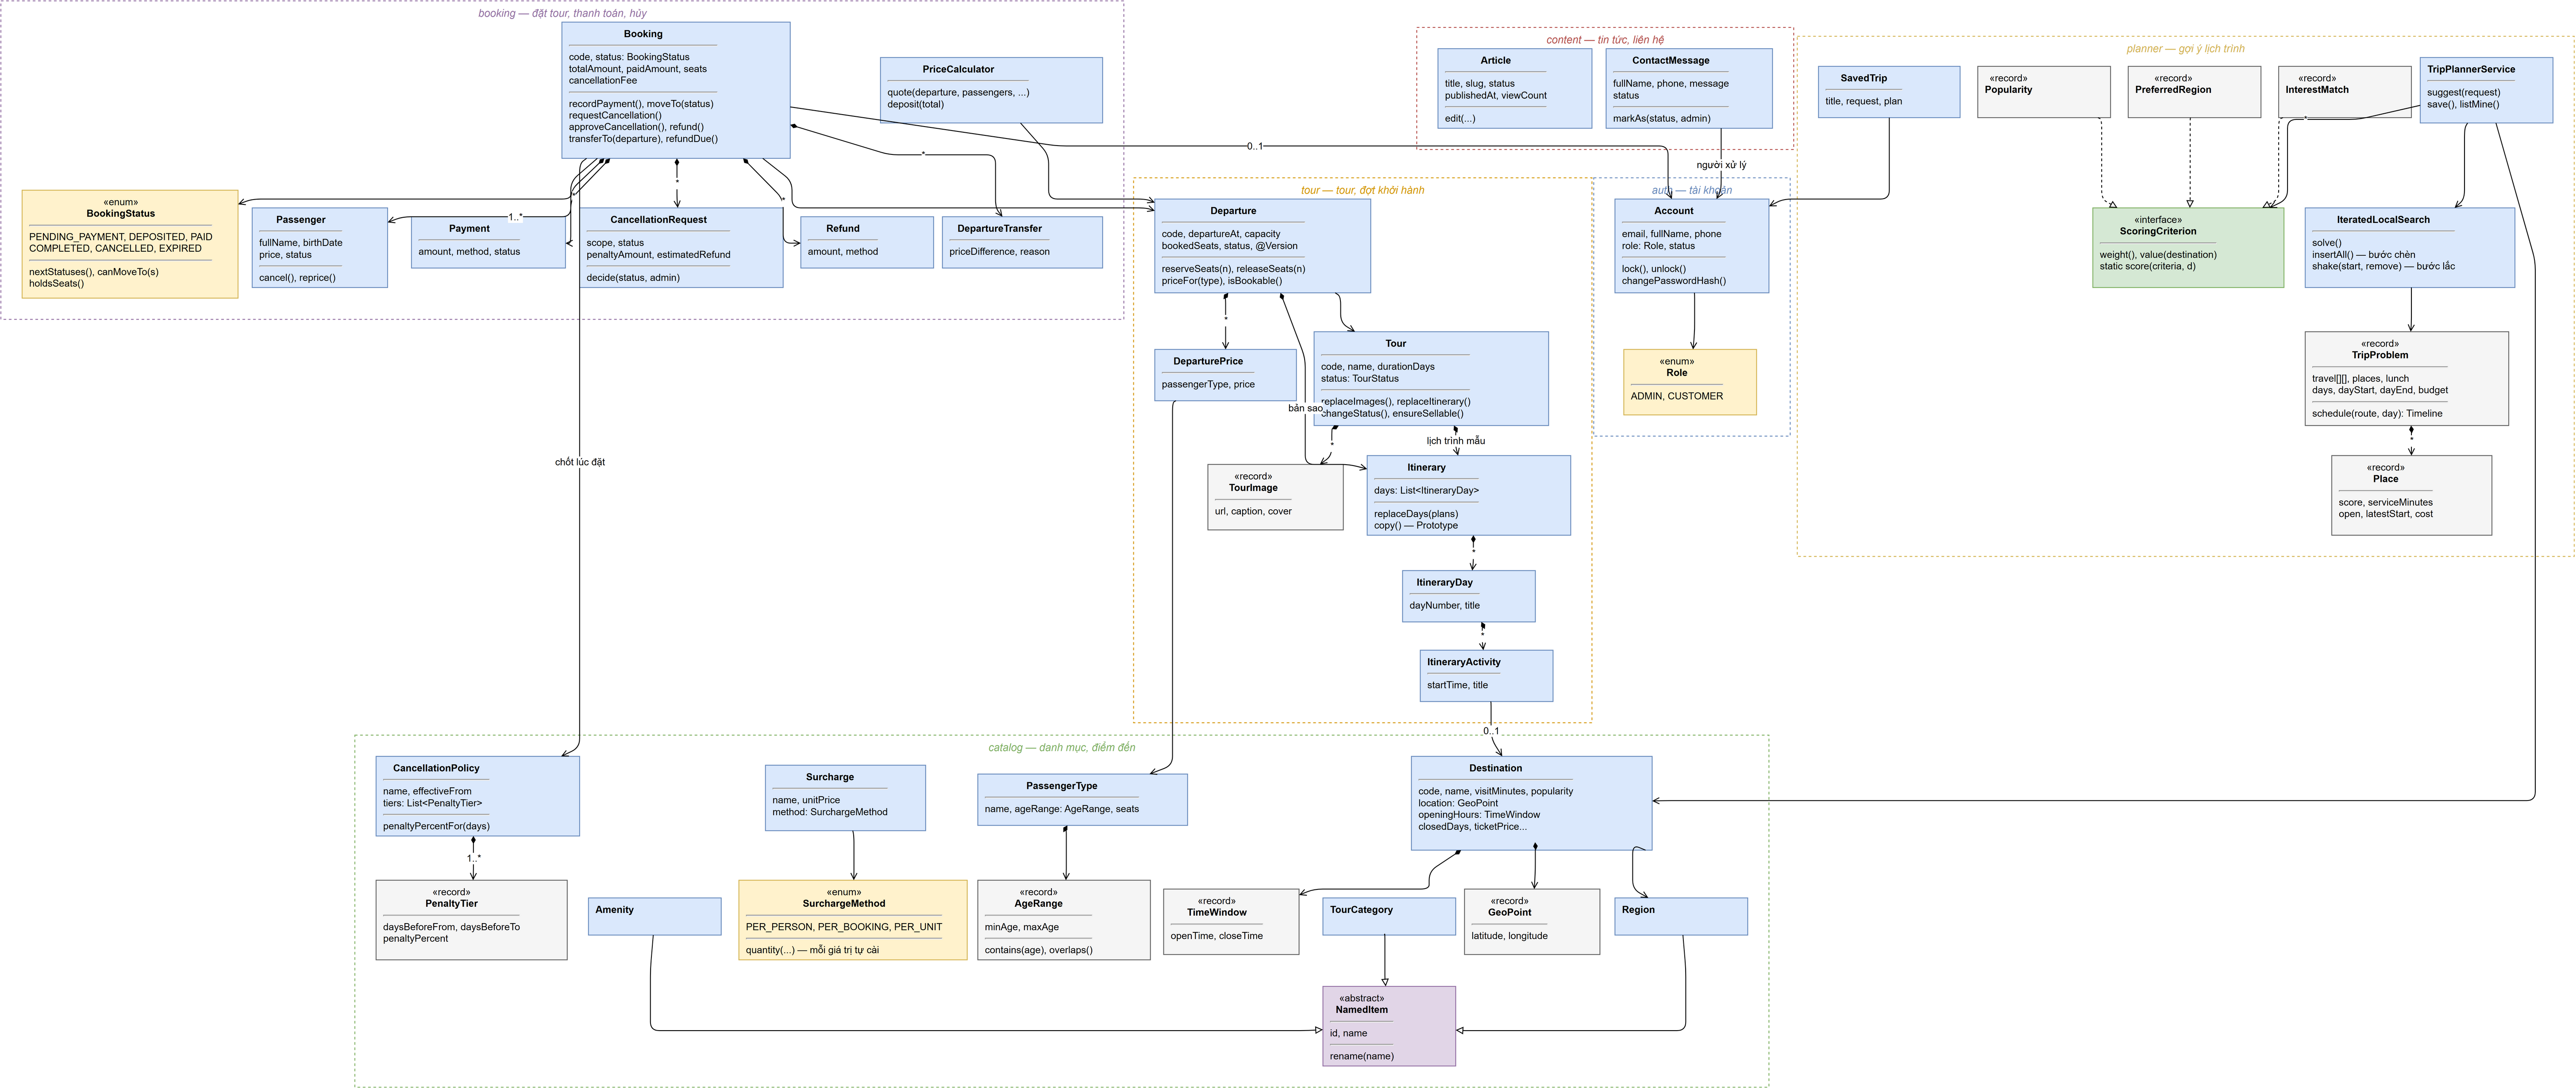 booking — đặt tour, thanh toán, hủy
Booking
code, status: BookingStatus
totalAmount, paidAmount, seats
cancellationFee
recordPayment(), moveTo(status)
requestCancellation()
approveCancellation(), refund()
transferTo(departure), refundDue()
PriceCalculator
quote(departure, passengers, ...)
deposit(total)
«enum»
BookingStatus
PENDING_PAYMENT, DEPOSITED, PAID
COMPLETED, CANCELLED, EXPIRED
nextStatuses(), canMoveTo(s)
holdsSeats()
Passenger
fullName, birthDate
price, status
cancel(), reprice()
1..*
Payment
amount, method, status
*
*
CancellationRequest
scope, status
penaltyAmount, estimatedRefund
decide(status, admin)
*
Refund
amount, method
*
DepartureTransfer
priceDifference, reason
0..1
content — tin tức, liên hệ
Article
title, slug, status
publishedAt, viewCount
edit(...)
ContactMessage
fullName, phone, message
status
markAs(status, admin)
người xử lý
planner — gợi ý lịch trình
SavedTrip
title, request, plan
«record»
Popularity
«record»
PreferredRegion
«record»
InterestMatch
*
TripPlannerService
suggest(request)
save(), listMine()
«interface»
ScoringCriterion
weight(), value(destination)
static score(criteria, d)
IteratedLocalSearch
solve()
insertAll() — bước chèn
shake(start, remove) — bước lắc
«record»
TripProblem
travel[][], places, lunch
days, dayStart, dayEnd, budget
schedule(route, day): Timeline
*
«record»
Place
score, serviceMinutes
open, latestStart, cost
tour — tour, đợt khởi hành
Departure
code, departureAt, capacity
bookedSeats, status, @Version
reserveSeats(n), releaseSeats(n)
priceFor(type), isBookable()
*
DeparturePrice
passengerType, price
Tour
code, name, durationDays
status: TourStatus
replaceImages(), replaceItinerary()
changeStatus(), ensureSellable()
bản sao
*
lịch trình mẫu
«record»
TourImage
url, caption, cover
Itinerary
days: List<ItineraryDay>
replaceDays(plans)
copy() — Prototype
*
ItineraryDay
dayNumber, title
*
ItineraryActivity
startTime, title
0..1
auth — tài khoản
Account
email, fullName, phone
role: Role, status
lock(), unlock()
changePasswordHash()
«enum»
Role
ADMIN, CUSTOMER
chốt lúc đặt
catalog — danh mục, điểm đến
CancellationPolicy
name, effectiveFrom
tiers: List<PenaltyTier>
penaltyPercentFor(days)
1..*
«record»
PenaltyTier
daysBeforeFrom, daysBeforeTo
penaltyPercent
Amenity
Surcharge
name, unitPrice
method: SurchargeMethod
«enum»
SurchargeMethod
PER_PERSON, PER_BOOKING, PER_UNIT
quantity(...) — mỗi giá trị tự cài
PassengerType
name, ageRange: AgeRange, seats
«record»
AgeRange
minAge, maxAge
contains(age), overlaps()
Destination
code, name, visitMinutes, popularity
location: GeoPoint
openingHours: TimeWindow
closedDays, ticketPrice...
«record»
TimeWindow
openTime, closeTime
TourCategory
«record»
GeoPoint
latitude, longitude
Region
«abstract»
NamedItem
id, name
rename(name)